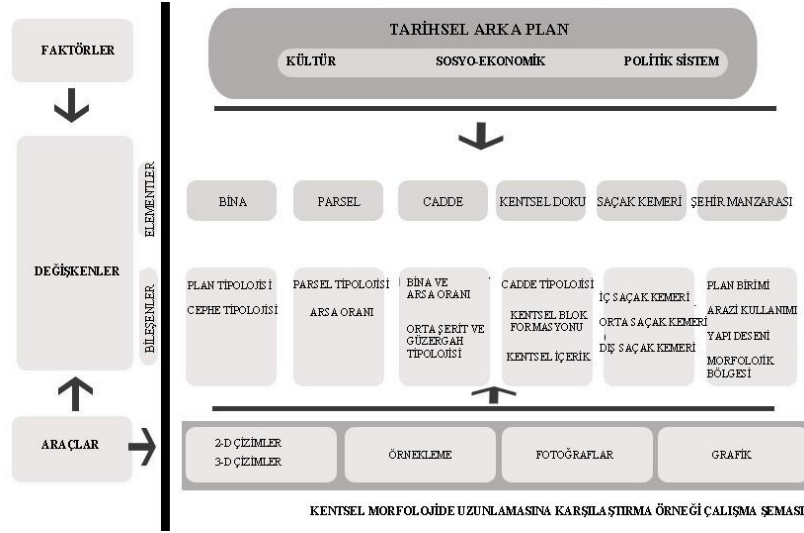 FAKTÖRLER
TARİHSEL ARKA PLAN
KÜLTÜR SOSYO-EKONOMİK POLİTİK SİSTEM
DEĞİŞKENLER
ELEMENTLER
BİNA
PARSEL
CADDE
KENTSEL DOKU
SAÇAK KEMERİ
ŞEHİR MANZARASI
BİLEŞENLER
PLAN TİPOLOJİSİ
CEPHE TİPOLOJİSİ
PARSEL TİPOLOJİSİ
ARSA ORANI
BİNA VE
ARSA ORANI
ORTA ŞERİT VE
GÜZERGAH
TİPOLOJİSİ
CADDE TİPOLOJİSİ
KENTSEL BLOK
FORMASYONU
KENTSEL İÇERİK
İÇ SAÇAK KEMERİ
ORTA SAÇAK KEMERİ
DIŞ SAÇAK KEMERİ
PLAN BİRİMİ
ARAZİ KULLANIMI
YAPI DESENİ
MORFOLOJİK
BÖLGESİ
ARAÇLAR
2-D ÇİZİMLER
3-D ÇİZİMLER
ÖRNEKLEME
FOTOĞRAFLAR
GRAFİK
KENTSEL MORFOLOJİDE UZUNLAMASINA KARŞILAŞTIRMA ÖRNEĞİ ÇALIŞMA ŞEMASI